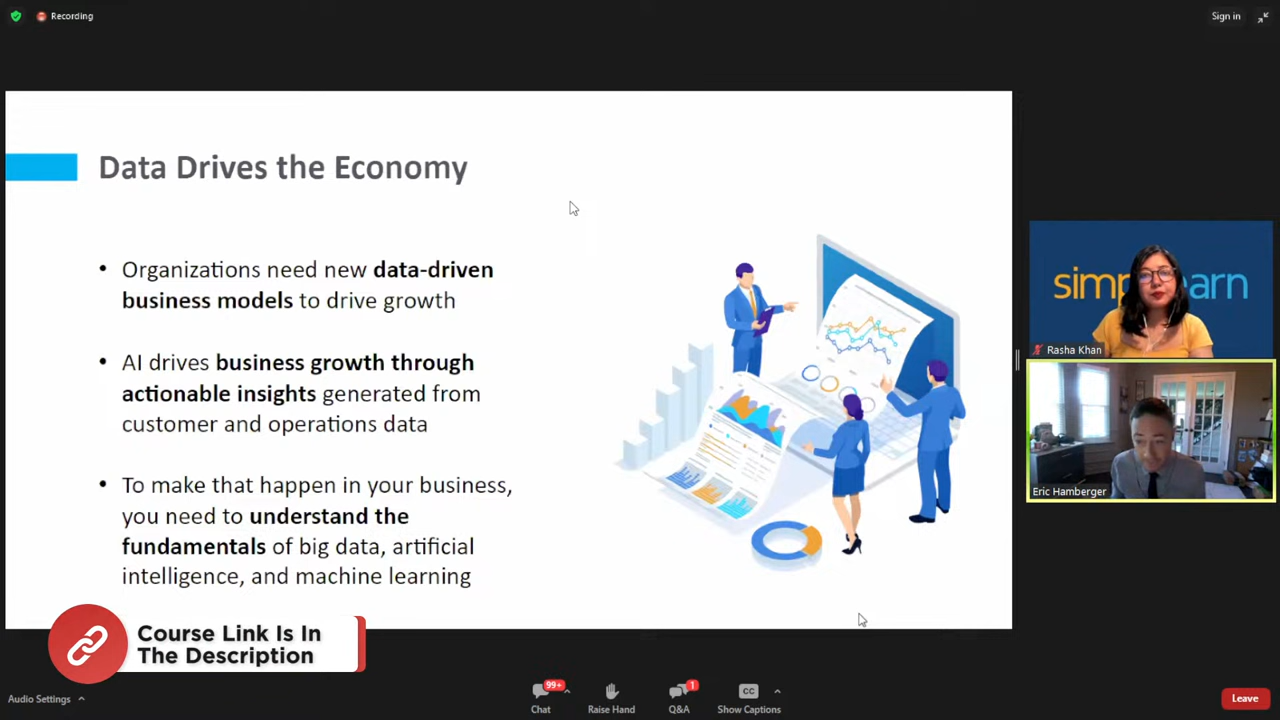 Recording
Sign in
Data Drives the Economy
• Organizations need new data-driven
business models to drive growth
• AI drives business growth through
actionable insights generated from
customer and operations data
• To make that happen in your business,
you need to understand the
fundamentals of big data, artificial
intelligence, and machine learning
simp earn
Rasha Khan
Eric Hamberger
Course Link Is In
The Description
Audio Settings
99+
Chat
Raise Hand
1
Q&A
CC
Show Captions
Leave